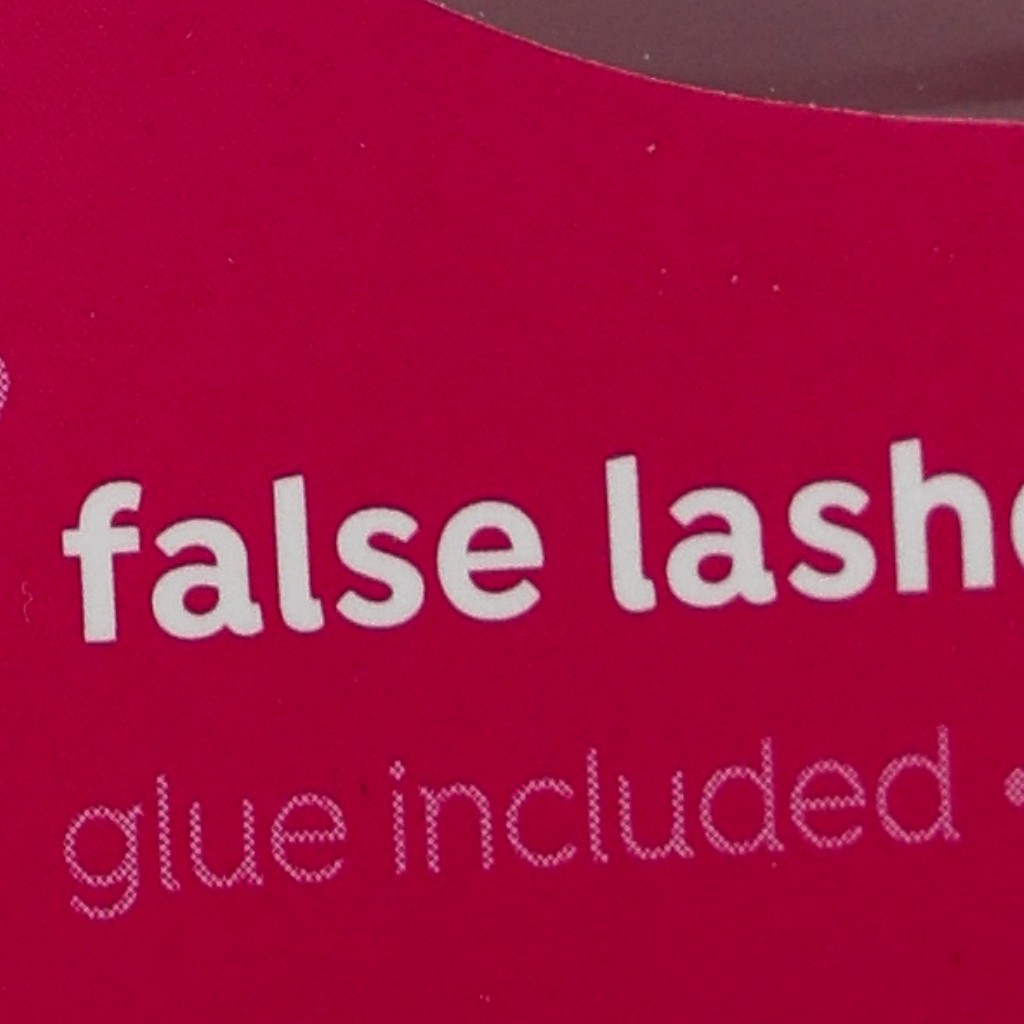 false lashe
glue included •